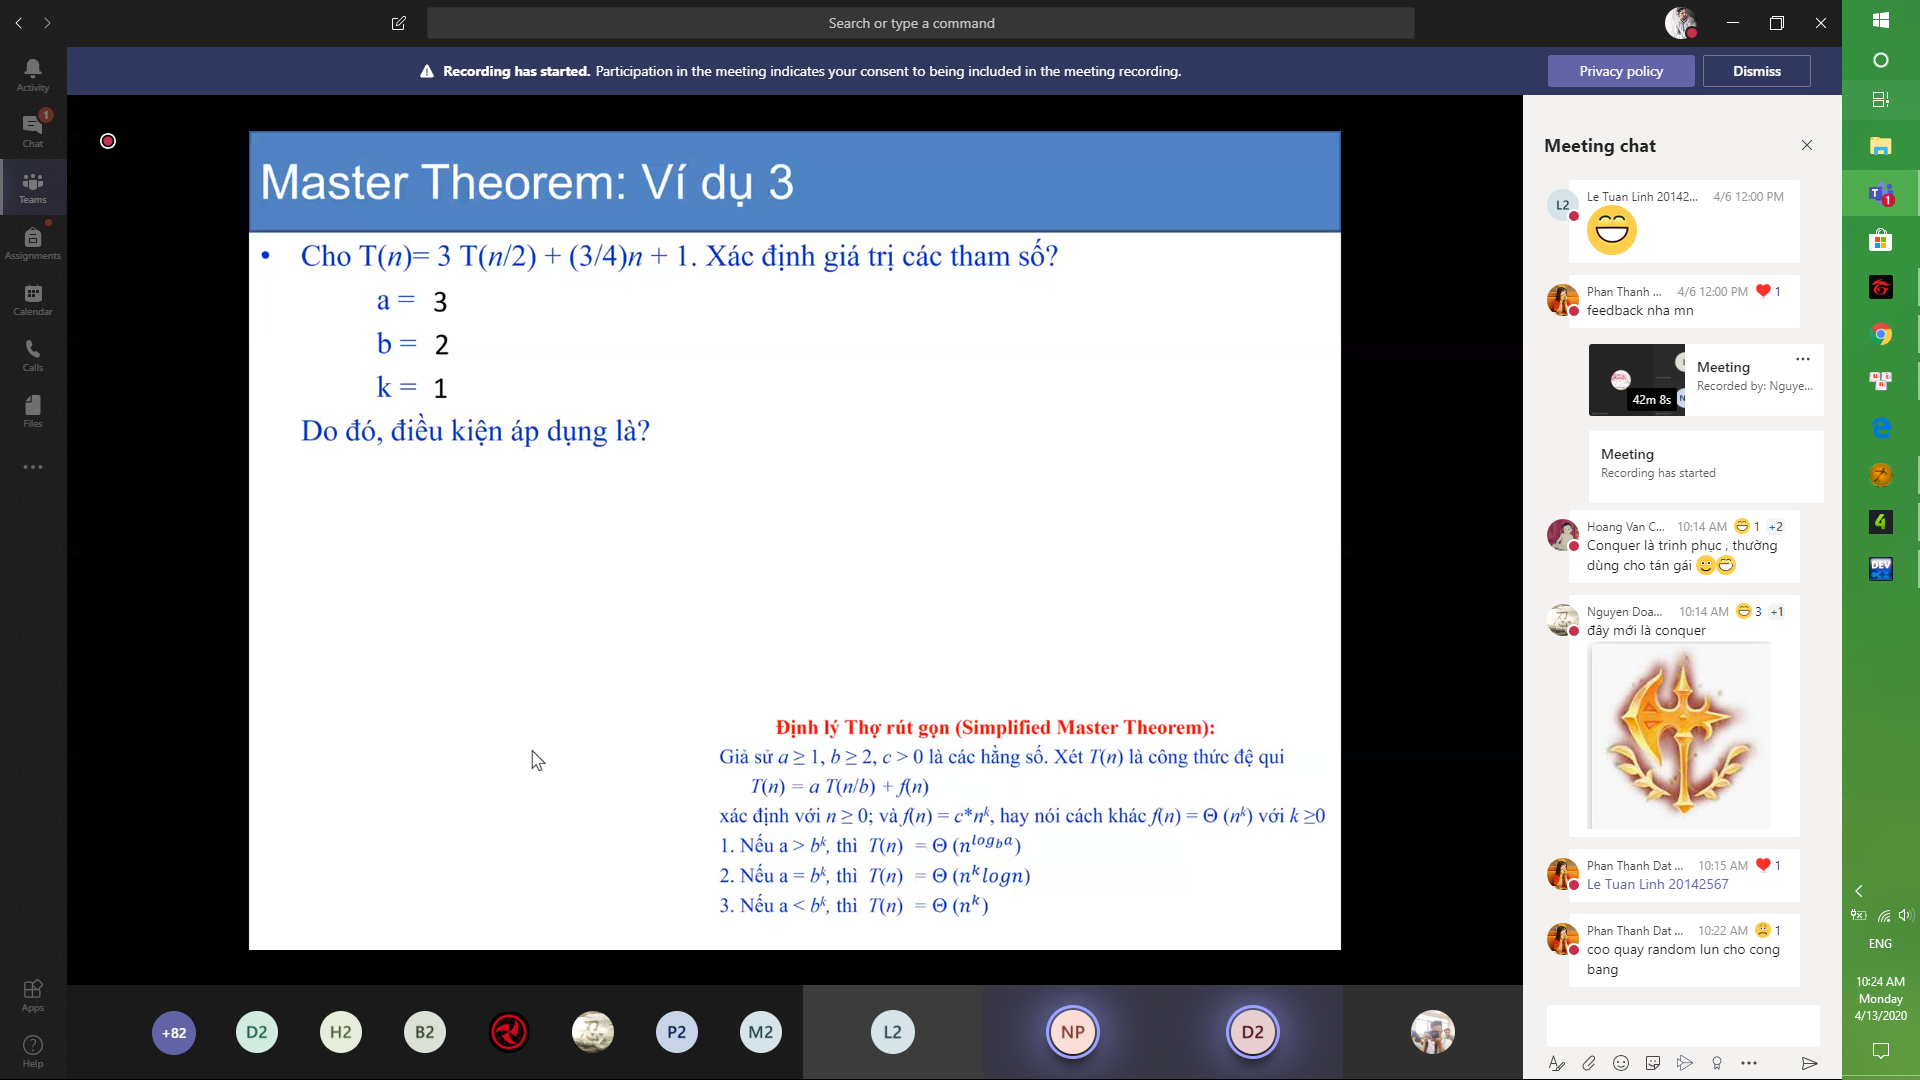 Search or type a command
Recording has started. Participation in the meeting indicates your consent to being included in the meeting recording.
Privacy policy
Dismiss
Activity
1
Chat
Teams
Assignments
Calendar
Calls
Files
Apps
Help
Master Theorem: Ví dụ 3
• Cho T(n)= 3 T(n/2) + (3/4)n + 1. Xác định giá trị các tham số?
a = 3
b = 2
k = 1
Do đó, điều kiện áp dụng là?
Định lý Thợ rút gọn (Simplified Master Theorem):
Giả sử a ≥ 1, b ≥ 2, c > 0 là các hằng số. Xét T(n) là công thức đệ qui
T(n) = a T(n/b) + f(n)
xác định với n ≥ 0; và f(n) = c*n^k, hay nói cách khác f(n) = Θ (n^k) với k ≥0
1. Nếu a > b^k, thì T(n) = Θ (n^{log_b a})
2. Nếu a = b^k, thì T(n) = Θ (n^k logn)
3. Nếu a < b^k, thì T(n) = Θ (n^k)
+82
D2
H2
B2
P2
M2
L2
NP
D2
Meeting chat
L2
Le Tuan Linh 20142... 4/6 12:00 PM
Phan Thanh ... 4/6 12:00 PM 1
feedback nha mn
42m 8s
Meeting
Recorded by: Nguye...
Meeting
Recording has started
Hoang Van C... 10:14 AM 1 +2
Conquer là trinh phục , thường
dùng cho tán gái
Nguyen Doa... 10:14 AM 3 +1
đây mới là conquer
Phan Thanh Dat ... 10:15 AM 1
Le Tuan Linh 20142567
Phan Thanh Dat ... 10:22 AM 1
coo quay random lun cho cong
bang
1
DEV
ENG
10:24 AM
Monday
4/13/2020